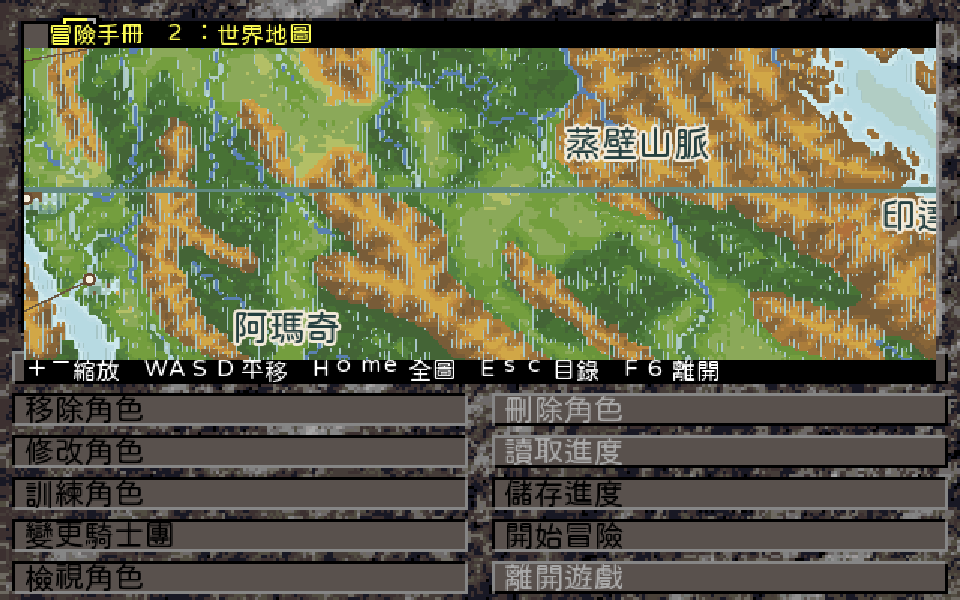 冒險手冊 2：世界地圖
蒸壁山脈
阿瑪奇
+-縮放 WASD平移 Home全圖 Esc目錄 F6離開
移除角色
刪除角色
修改角色
讀取進度
訓練角色
儲存進度
變更騎士團
開始冒險
檢視角色
離開遊戲